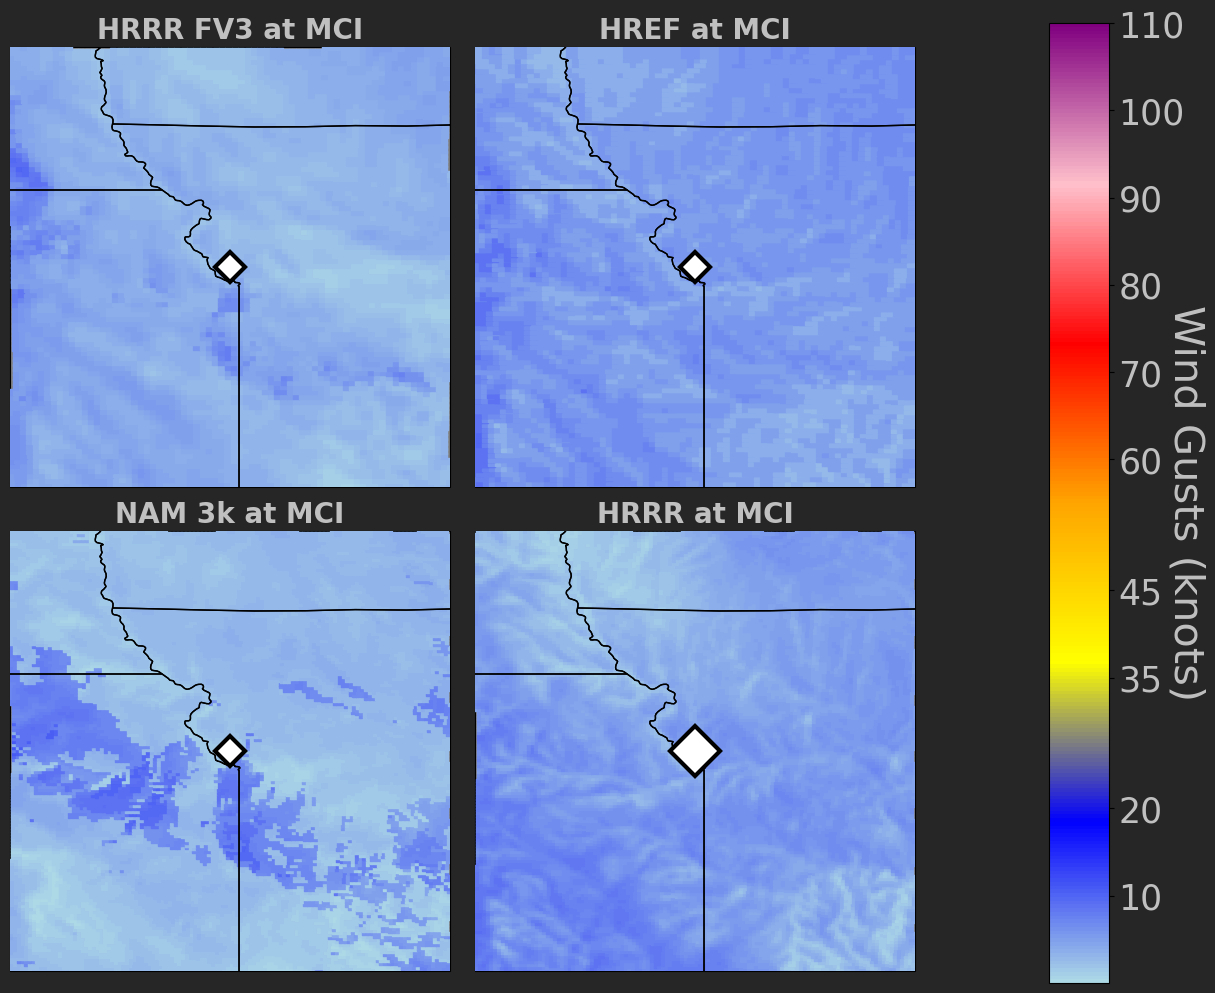 HRRR FV3 at MCI
HREF at MCI
NAM 3k at MCI
HRRR at MCI
110
100
90
80
70
60
45
35
20
10
Wind Gusts (knots)